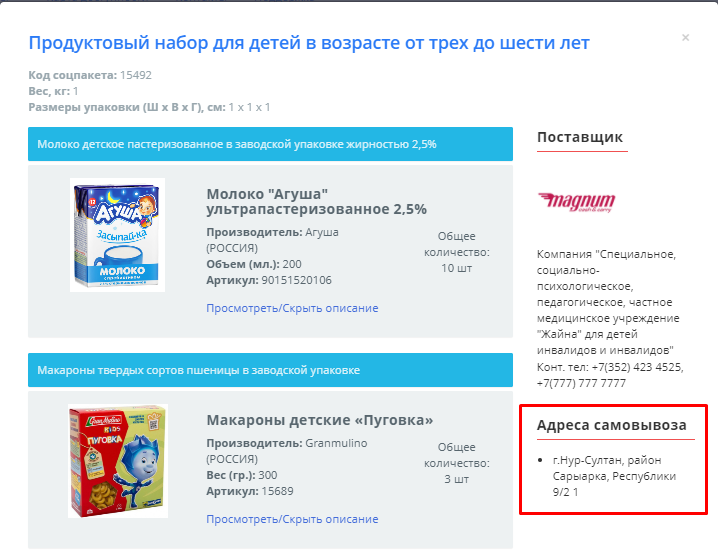 Продуктовый набор для детей в возрасте от трех до шести лет
×
Код соцпакета: 15492
Вес, кг: 1
Размеры упаковки (Ш x В x Г), см: 1 x 1 x 1
Молоко детское пастеризованное в заводской упаковке жирностью 2,5%
АГУША
Засыпай-ка
МОЛОКО
Молоко "Агуша"
ультрапастеризованное 2,5%
Производитель: Агуша
(РОССИЯ)
Объем (мл.): 200
Артикул: 90151520106
Просмотреть/Скрыть описание
Общее
количество:
10 шт
Макароны твердых сортов пшеницы в заводской упаковке
GranMulino
KIDS
ПУГОВКА
Макароны детские «Пуговка»
Производитель: Granmulino
(РОССИЯ)
Вес (гр.): 300
Артикул: 15689
Просмотреть/Скрыть описание
Общее
количество:
3 шт
Поставщик
magnum
cash & carry
Компания "Специальное,
социально-
психологическое,
педагогическое, частное
медицинское учреждение
"Жайна" для детей
инвалидов и инвалидов"
Конт. тел: +7(352) 423 4525,
+7(777) 777 7777
Адреса самовывоза
• г.Нур-Султан, район
Сарыарка, Республики
9/2 1